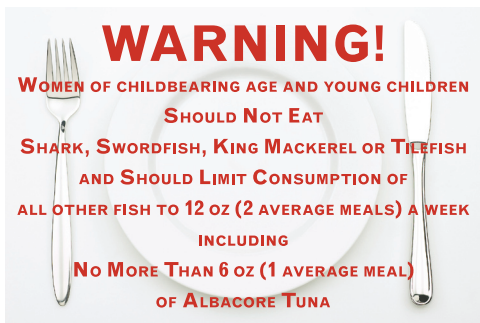 WARNING!
WOMEN OF CHILDBEARING AGE AND YOUNG CHILDREN
SHOULD NOT EAT
SHARK, SWORDFISH, KING MACKEREL OR TILEFISH
AND SHOULD LIMIT CONSUMPTION OF
ALL OTHER FISH TO 12 OZ (2 AVERAGE MEALS) A WEEK
INCLUDING
NO MORE THAN 6 OZ (1 AVERAGE MEAL)
OF ALBACORE TUNA